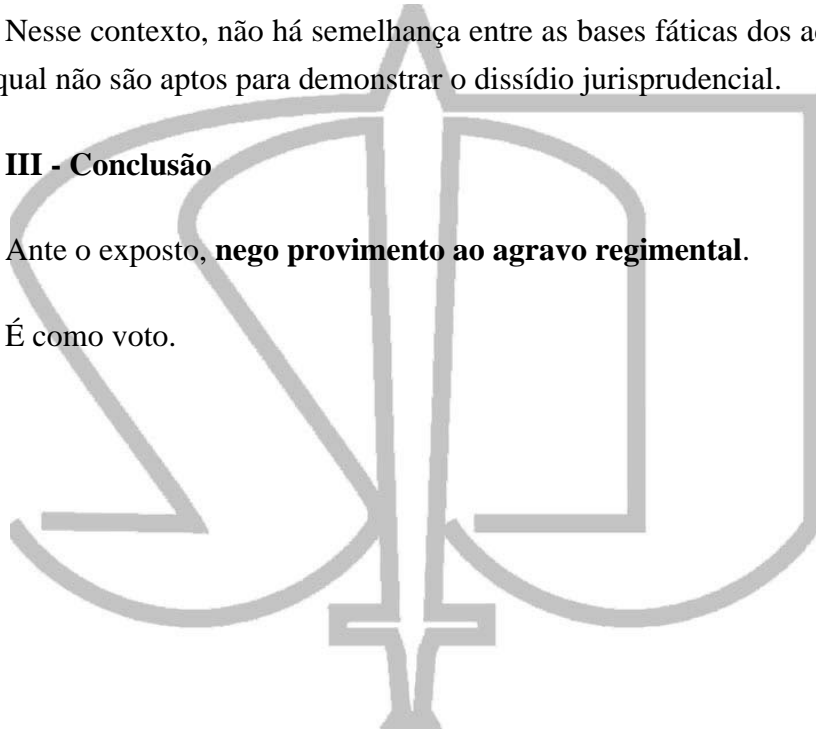 Nesse contexto, não há semelhança entre as bases fáticas dos
qual não são aptos para demonstrar o dissídio jurisprudencial.
III - Conclusão
Ante o exposto, nego provimento ao agravo regimental.
É como voto.